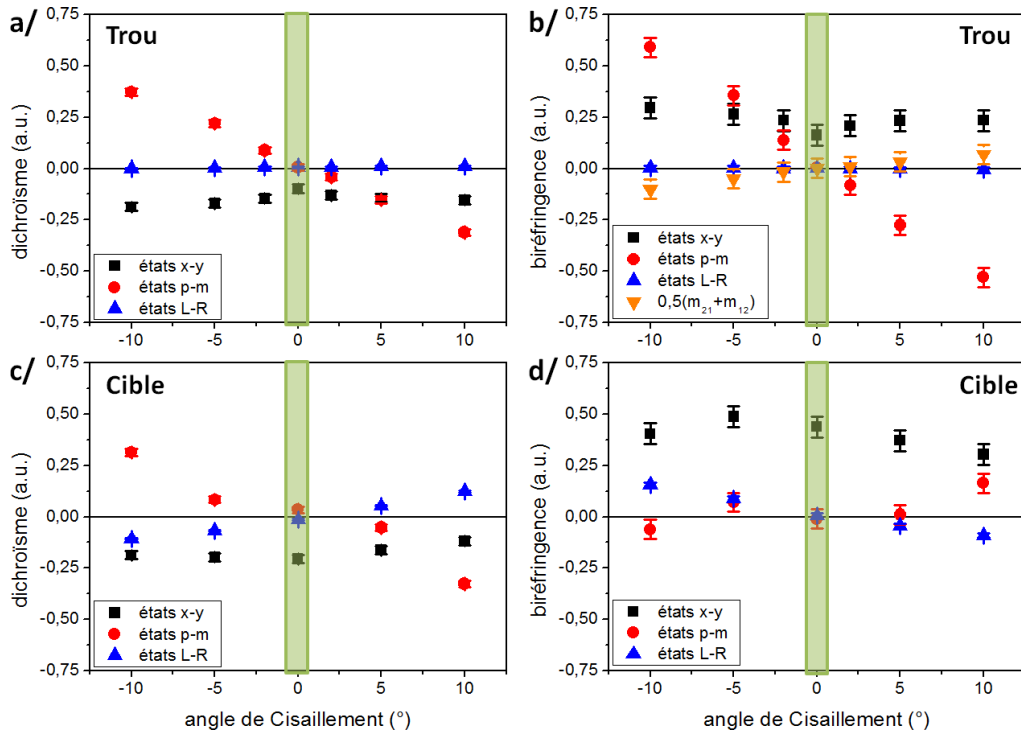 a/
Trou
dichroïsme (a.u.)
0,75
0,50
0,25
0,00
-0,25
-0,50
-0,75
états x-y
états p-m
états L-R
-10 -5 0 5 10
b/
Trou
biréfringence (a.u.)
0,75
0,50
0,25
0,00
-0,25
-0,50
-0,75
états x-y
états p-m
états L-R
0,5(m21+m12)
-10 -5 0 5 10
c/
Cible
dichroïsme (a.u.)
0,75
0,50
0,25
0,00
-0,25
-0,50
-0,75
états x-y
états p-m
états L-R
-10 -5 0 5 10
angle de Cisaillement (°)
d/
Cible
biréfringence (a.u.)
0,75
0,50
0,25
0,00
-0,25
-0,50
-0,75
états x-y
états p-m
états L-R
-10 -5 0 5 10
angle de Cisaillement (°)